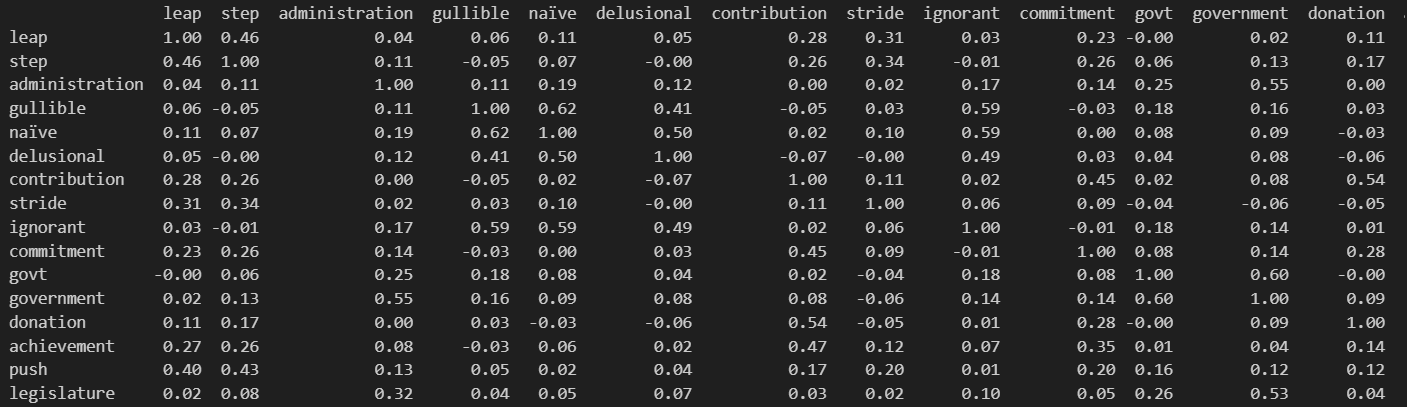 leap step administration gullible naïve delusional contribution stride ignorant commitment govt government donation
leap 1.00 0.46 0.04 0.06 0.11 0.05 0.28 0.31 0.03 0.23 -0.00 0.02 0.11
step 0.46 1.00 0.11 -0.05 0.07 -0.00 0.26 0.34 -0.01 0.26 0.06 0.13 0.17
administration 0.04 0.11 1.00 0.11 0.19 0.12 0.00 0.02 0.17 0.14 0.25 0.55 0.00
gullible 0.06 -0.05 0.11 1.00 0.62 0.41 -0.05 0.03 0.59 -0.03 0.18 0.16 0.03
naïve 0.11 0.07 0.19 0.62 1.00 0.50 0.02 0.10 0.59 0.00 0.08 0.09 -0.03
delusional 0.05 -0.00 0.12 0.41 0.50 1.00 -0.07 -0.00 0.49 0.03 0.04 0.08 -0.06
contribution 0.28 0.26 0.00 -0.05 0.02 -0.07 1.00 0.11 0.02 0.45 0.02 0.08 0.54
stride 0.31 0.34 0.02 0.03 0.10 -0.00 0.11 1.00 0.06 0.09 -0.04 -0.06 -0.05
ignorant 0.03 -0.01 0.17 0.59 0.59 0.49 0.02 0.06 1.00 -0.01 0.18 0.14 0.01
commitment 0.23 0.26 0.14 -0.03 0.00 0.03 0.45 0.09 -0.01 1.00 0.08 0.14 0.28
govt -0.00 0.06 0.25 0.18 0.08 0.04 0.02 -0.04 0.18 0.08 1.00 0.60 -0.00
government 0.02 0.13 0.55 0.16 0.09 0.08 0.08 -0.06 0.14 0.14 0.60 1.00 0.09
donation 0.11 0.17 0.00 0.03 -0.03 -0.06 0.54 -0.05 0.01 0.28 -0.00 0.09 1.00
achievement 0.27 0.26 0.08 -0.03 0.06 0.02 0.47 0.12 0.07 0.35 0.01 0.04 0.14
push 0.40 0.43 0.13 0.05 0.02 0.04 0.17 0.20 0.01 0.20 0.16 0.12 0.12
legislature 0.02 0.08 0.32 0.04 0.05 0.07 0.03 0.02 0.10 0.05 0.26 0.53 0.04